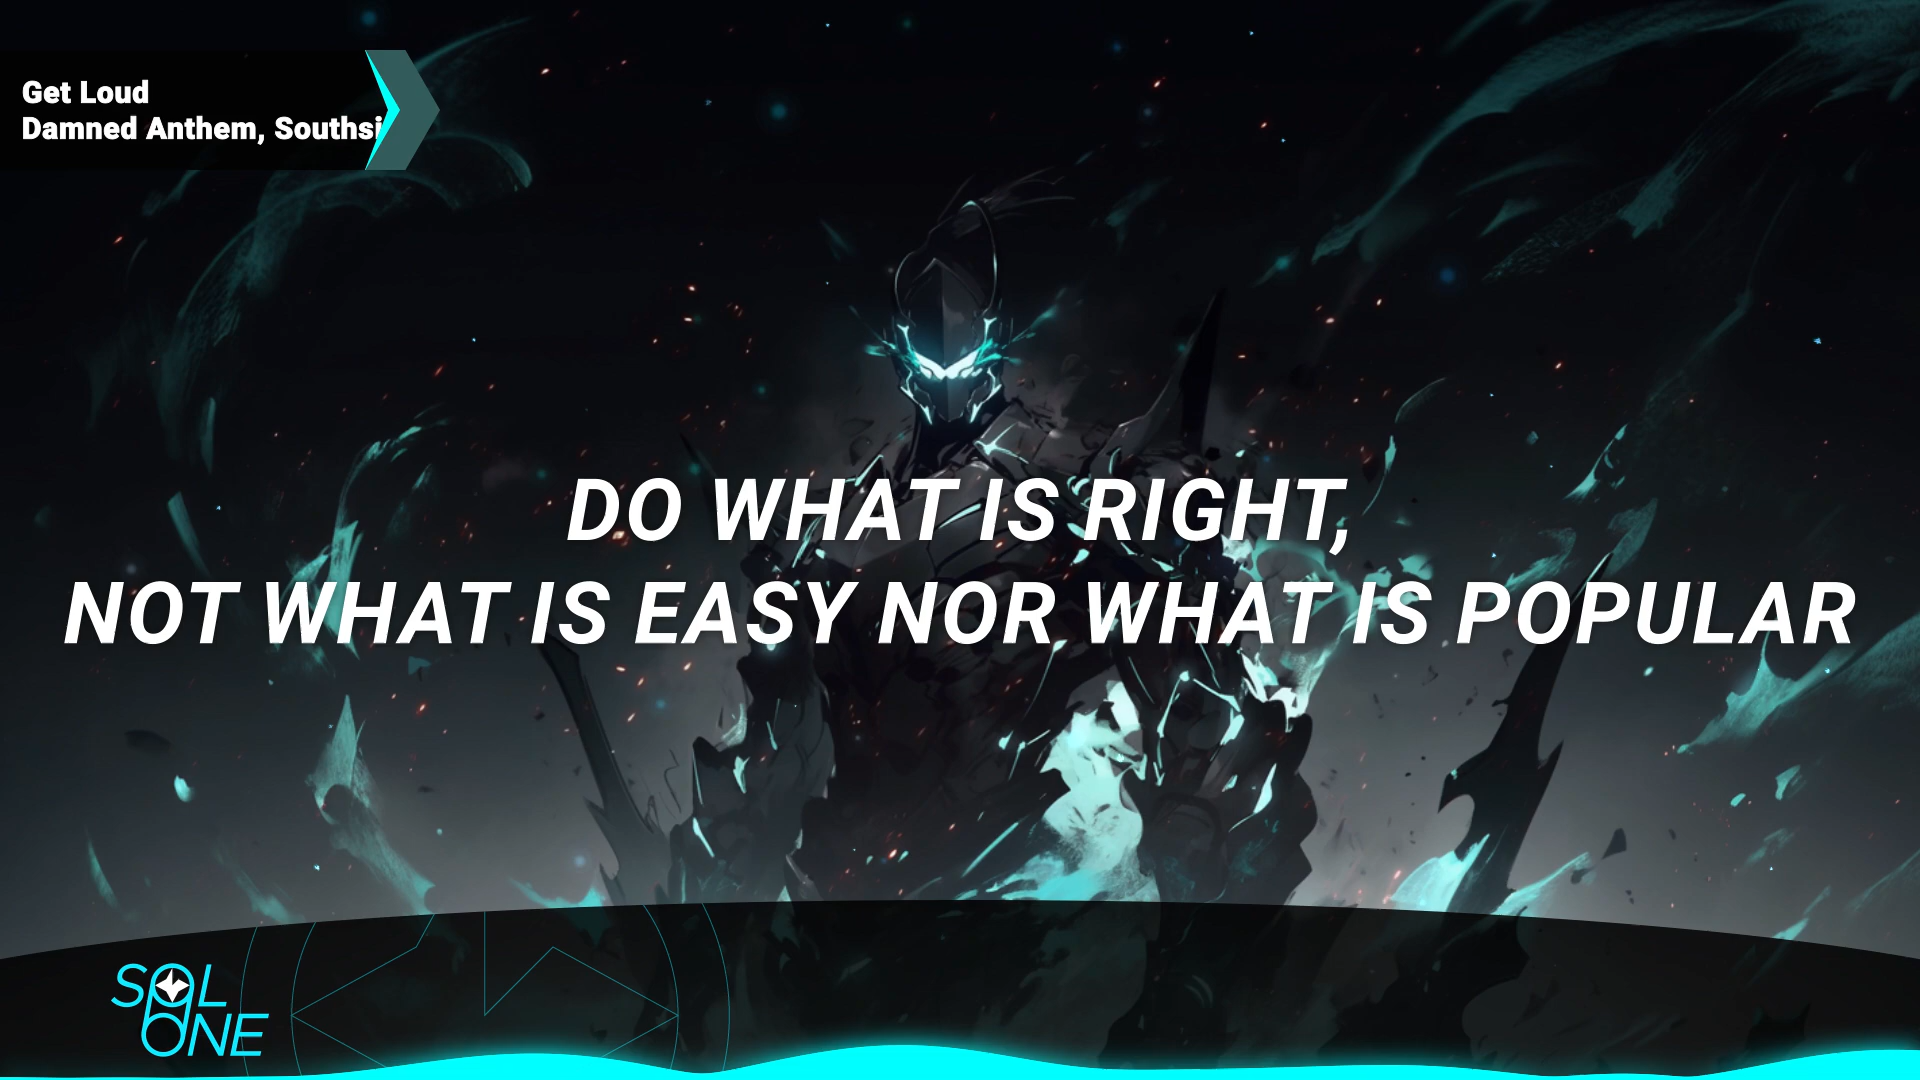 Get Loud
Damned Anthem, Southsi
DO WHAT IS RIGHT,
NOT WHAT IS EASY NOR WHAT IS POPULAR
SOL
ONE